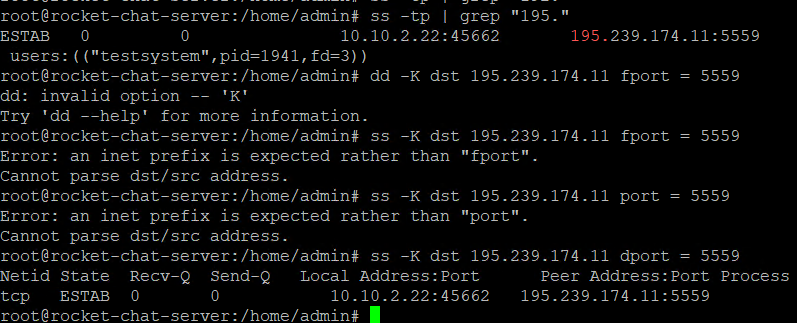 root@rocket-chat-server:/home/admin# ss -tp | grep "195."
ESTAB 0 0 10.10.2.22:45662 195.239.174.11:5559
users:(("testsystem",pid=1941,fd=3))
root@rocket-chat-server:/home/admin# dd -K dst 195.239.174.11 fport = 5559
dd: invalid option -- 'K'
Try 'dd --help' for more information.
root@rocket-chat-server:/home/admin# ss -K dst 195.239.174.11 fport = 5559
Error: an inet prefix is expected rather than "fport".
Cannot parse dst/src address.
root@rocket-chat-server:/home/admin# ss -K dst 195.239.174.11 port = 5559
Error: an inet prefix is expected rather than "port".
Cannot parse dst/src address.
root@rocket-chat-server:/home/admin# ss -K dst 195.239.174.11 dport = 5559
Netid State Recv-Q Send-Q Local Address:Port Peer Address:Port Process
tcp ESTAB 0 0 10.10.2.22:45662 195.239.174.11:5559
root@rocket-chat-server:/home/admin#